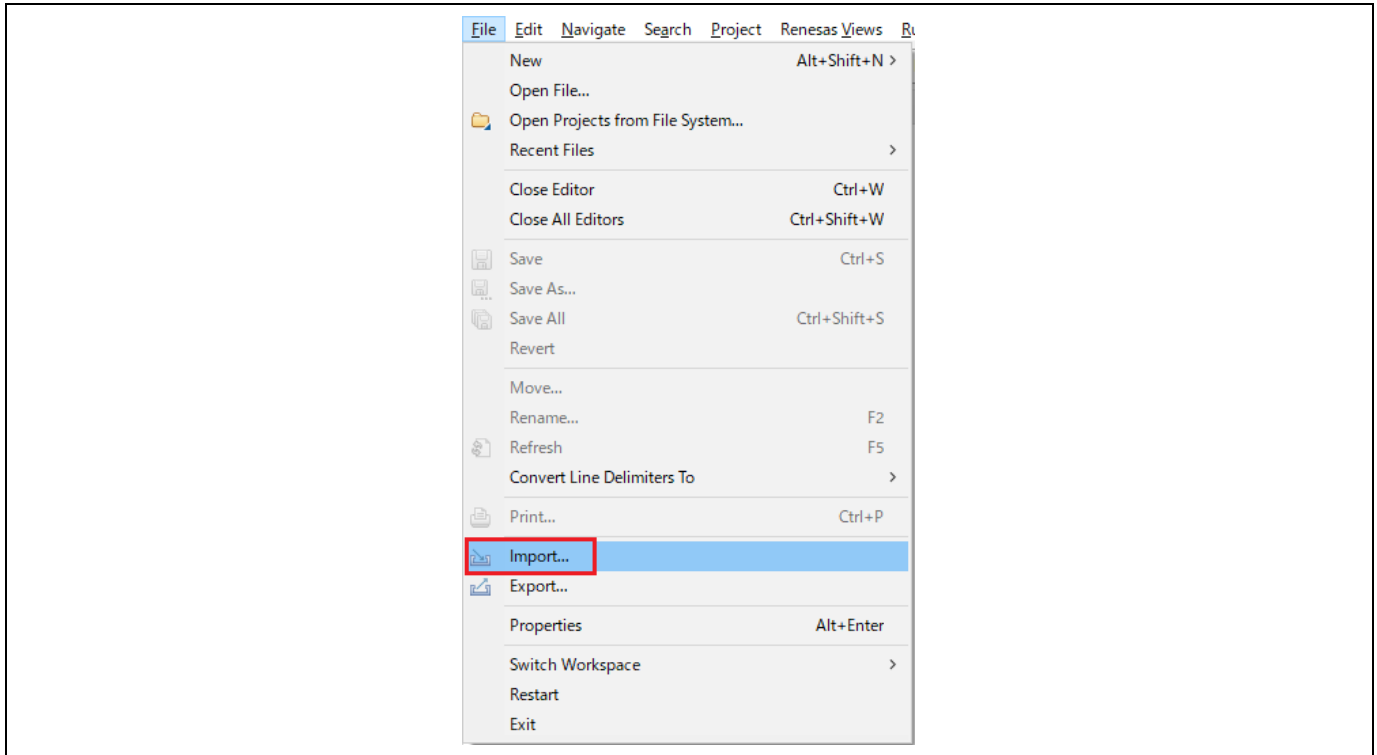 File Edit Navigate Search Project Renesas Views
New Alt+Shift+N >
Open File...
Open Projects from File System...
Recent Files >
Close Editor Ctrl+W
Close All Editors Ctrl+Shift+W
Save Ctrl+S
Save As...
Save All Ctrl+Shift+S
Revert
Move...
Rename... F2
Refresh F5
Convert Line Delimiters To >
Print... Ctrl+P
Import...
Export...
Properties Alt+Enter
Switch Workspace >
Restart
Exit